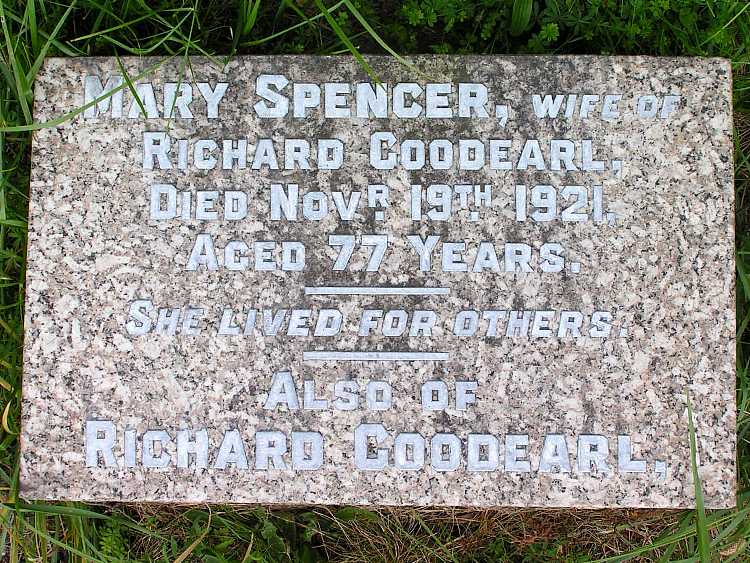 MARY SPENCER, WIFE OF
RICHARD GOODEARL,
DIED NOVR. 19TH. 1921.
AGED 77 YEARS.
SHE LIVED FOR OTHERS.
ALSO OF
RICHARD GOODEARL,